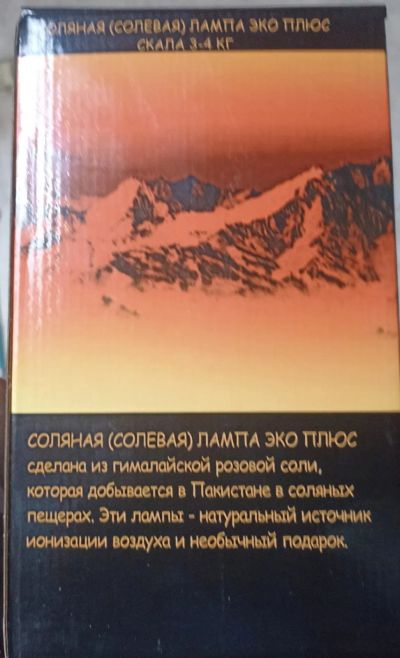 СОЛЯНАЯ (СОЛЕВАЯ) ЛАМПА ЭКО ПЛЮС
СКАЛА 3-4 КГ
СОЛЯНАЯ (СОЛЕВАЯ) ЛАМПА ЭКО ПЛЮС
сделана из гималайской розовой соли,
которая добывается в Пакистане в соляных
пещерах. Эти лампы - натуральный источник
ионизации воздуха и необычный подарок.